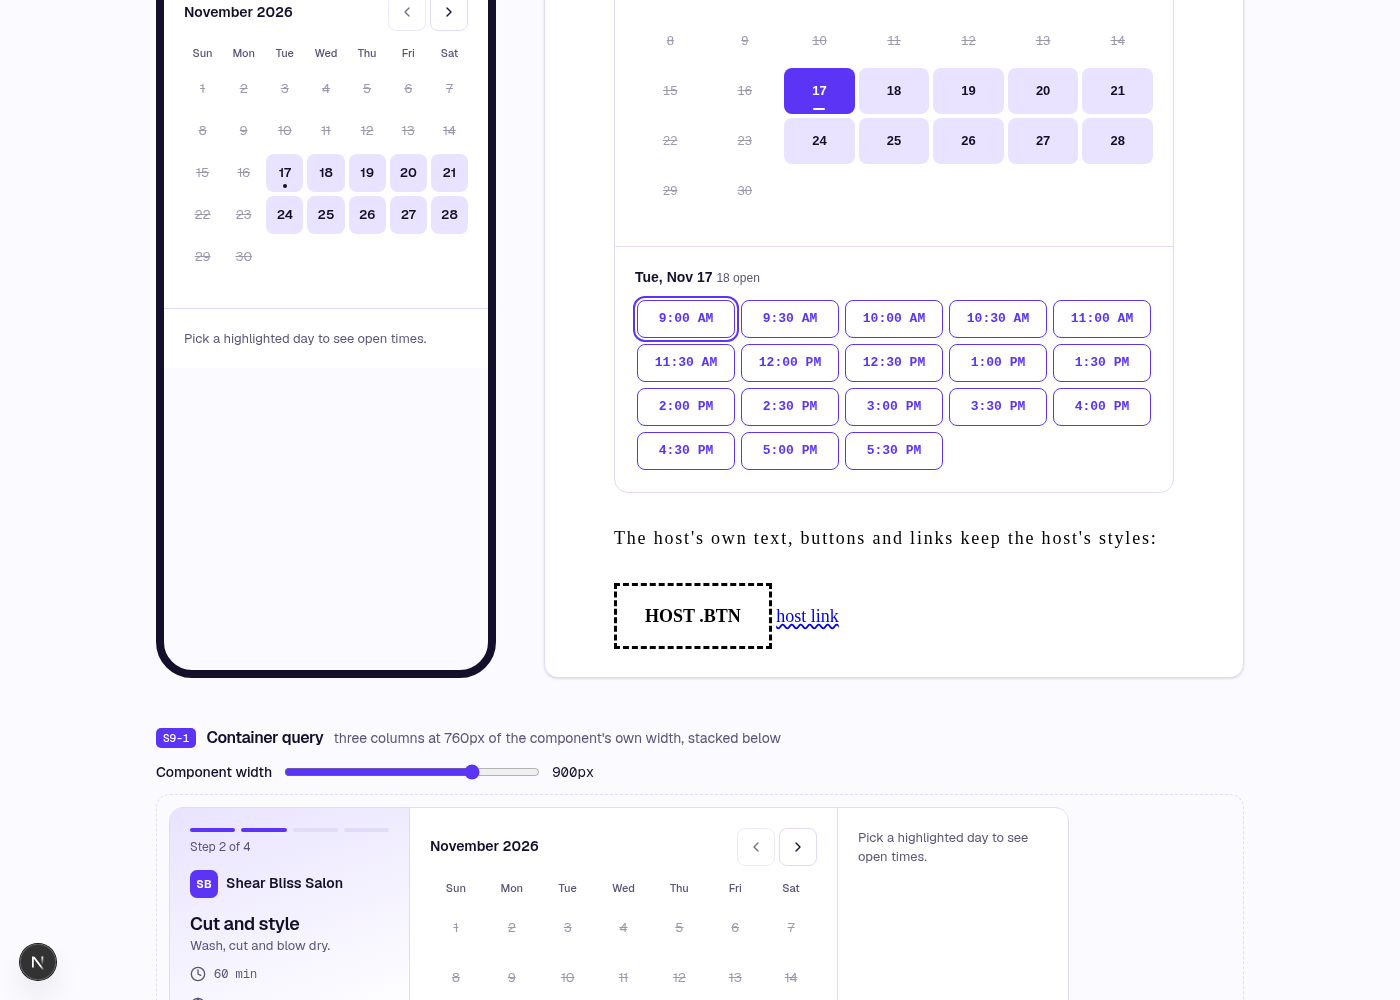 November 2026
Sun Mon Tue Wed Thu Fri Sat
1 2 3 4 5 6 7
8 9 10 11 12 13 14
15 16 17 18 19 20 21
22 23 24 25 26 27 28
29 30
Pick a highlighted day to see open times.
8 9 10 11 12 13 14
15 16 17 18 19 20 21
22 23 24 25 26 27 28
29 30
Tue, Nov 17 18 open
9:00 AM 9:30 AM 10:00 AM 10:30 AM 11:00 AM
11:30 AM 12:00 PM 12:30 PM 1:00 PM 1:30 PM
2:00 PM 2:30 PM 3:00 PM 3:30 PM 4:00 PM
4:30 PM 5:00 PM 5:30 PM
The host's own text, buttons and links keep the host's styles:
HOST .BTN host link
S9-1 Container query three columns at 760px of the component's own width, stacked below
Component width 900px
Step 2 of 4
SB Shear Bliss Salon
Cut and style
Wash, cut and blow dry.
60 min
November 2026
Sun Mon Tue Wed Thu Fri Sat
1 2 3 4 5 6 7
8 9 10 11 12 13 14
Pick a highlighted day to see
open times.
N